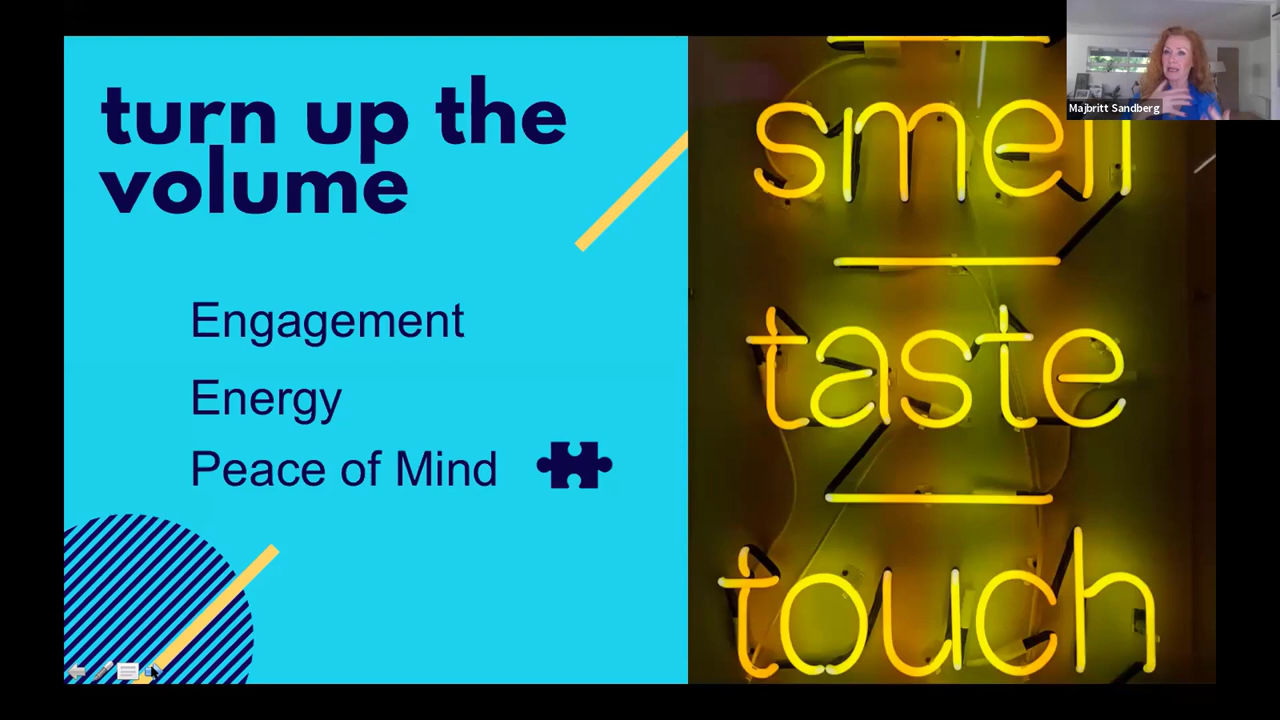 turn up the
volume
Engagement
Energy
Peace of Mind
smell
taste
touch
Majbritt Sandberg